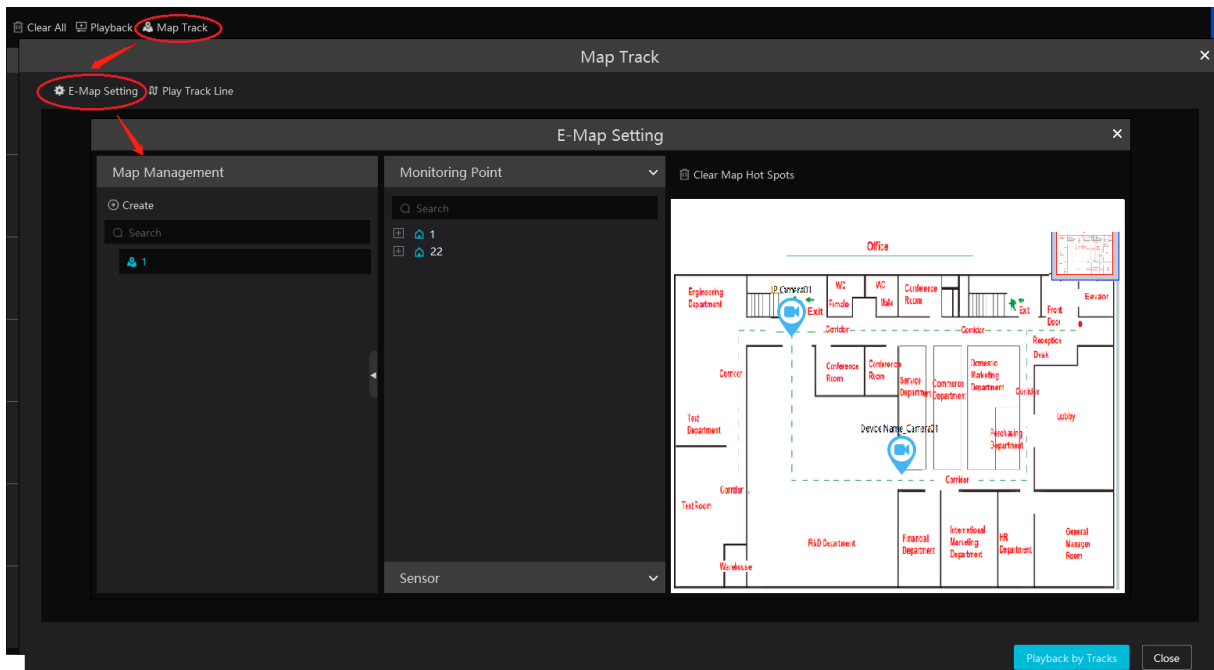 Clear All Playback Map Track
Map Track
E-Map Setting Play Track Line
E-Map Setting
Map Management
Create
Search
1
Monitoring Point
Search
1
22
Sensor
Clear Map Hot Spots
Office
Engineering
Department
IP_Camera01
Exit
WC
Female
WC
Male
Conference
Room
Exit
Front
Door
Elevator
Corridor
Corridor
Reception
Desk
Corridor
Conference
Room
Conference
Room
Service
Department
Commerce
Department
Domestic
Marketing
Department
Corridor
Lobby
Test
Department
Device Name_Camera01
Perchasing
Department
Corridor
Corridor
Test Room
R&D Department
Financial
Department
International
Marceting
Department
HR
Department
General
Manager
Room
Warehouse
Playback by Tracks Close